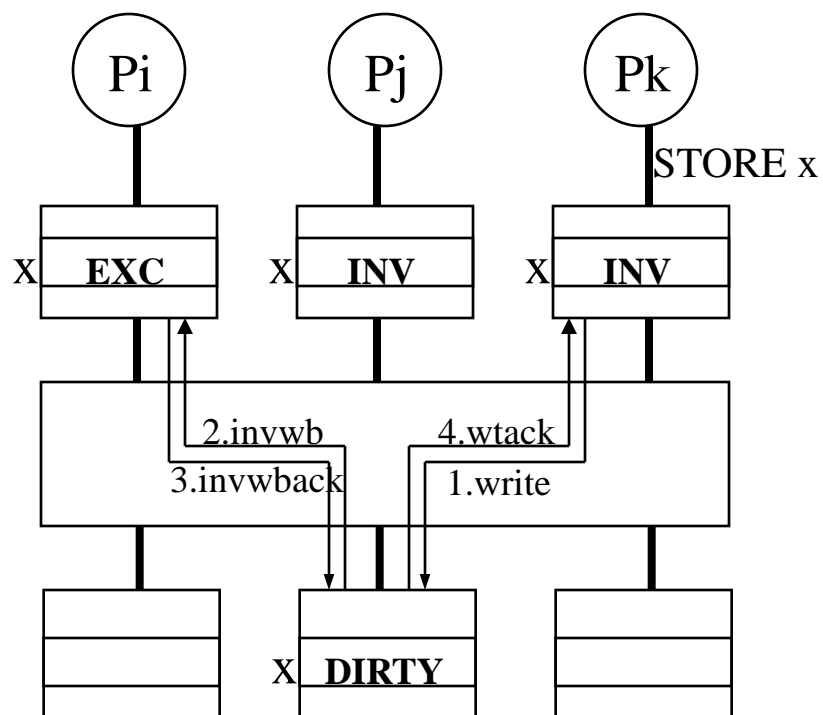 Pi Pj Pk
STORE x
X EXC X INV X INV
2.invwb 4.wtack
3.invwback 1.write
X DIRTY